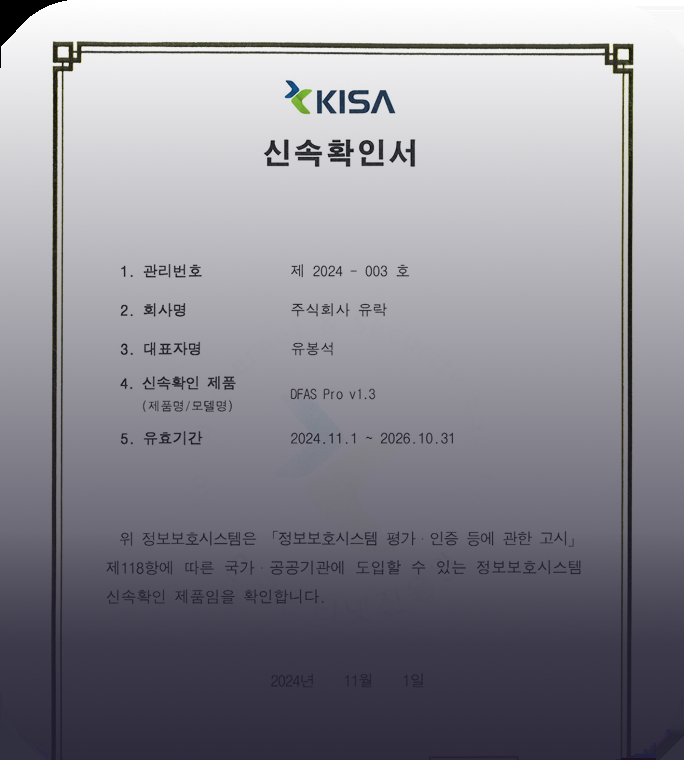 KISA
신속확인서
1. 관리번호 제 2024 - 003 호
2. 회사명 주식회사 유락
3. 대표자명 유봉석
4. 신속확인 제품 DFAS Pro v1.3
(제품명/모델명)
5. 유효기간 2024.11.1 ~ 2026.10.31
위 정보보호시스템은 「정보보호시스템 평가·인증 등에 관한 고시」
제118항에 따른 국가·공공기관에 도입할 수 있는 정보보호시스템
신속확인 제품임을 확인합니다.
2024년 11월 1일